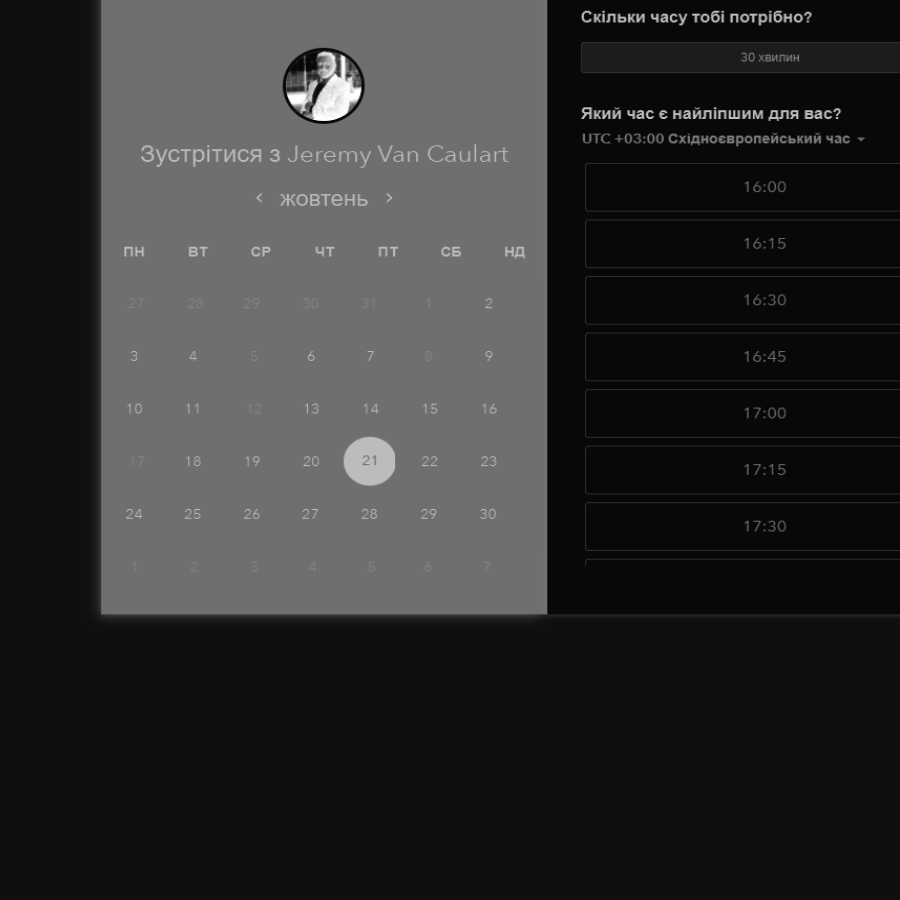 Зустрітися з Jeremy Van Caulart
жовтень
ПН ВТ СР ЧТ ПТ СБ НД
27 28 29 30 31 1 2
3 4 5 6 7 8 9
10 11 12 13 14 15 16
17 18 19 20 21 22 23
24 25 26 27 28 29 30
1 2 3 4 5 6 7
Скільки часу тобі потрібно?
30 хвилин
Який час є найліпшим для вас?
UTC +03:00 Східноєвропейський час
16:00
16:15
16:30
16:45
17:00
17:15
17:30